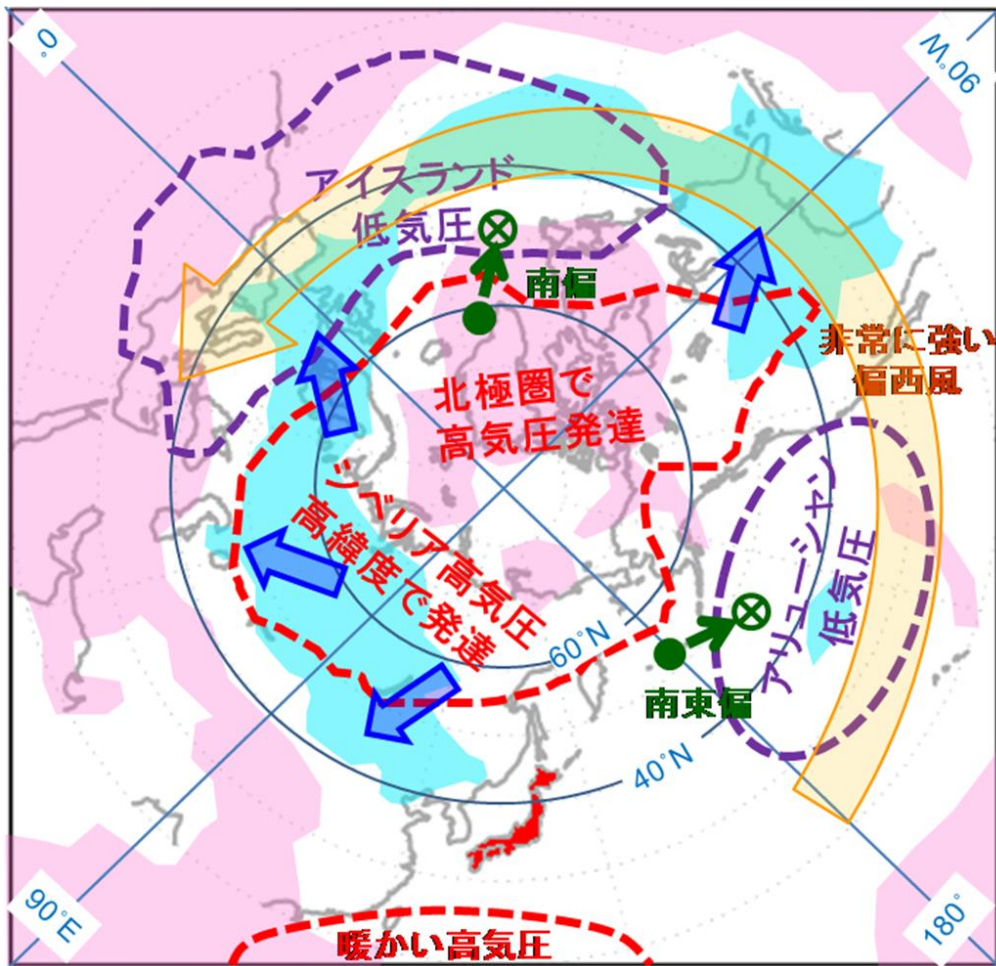 0°
90°W
アイスランド
低気圧
南偏
非常に強い
偏西風
北極圏で
高気圧発達
シベリア高気圧
高緯度で発達
アリューシャン
低気圧
60°N
南東偏
40°N
90°E
180°
暖かい高気圧